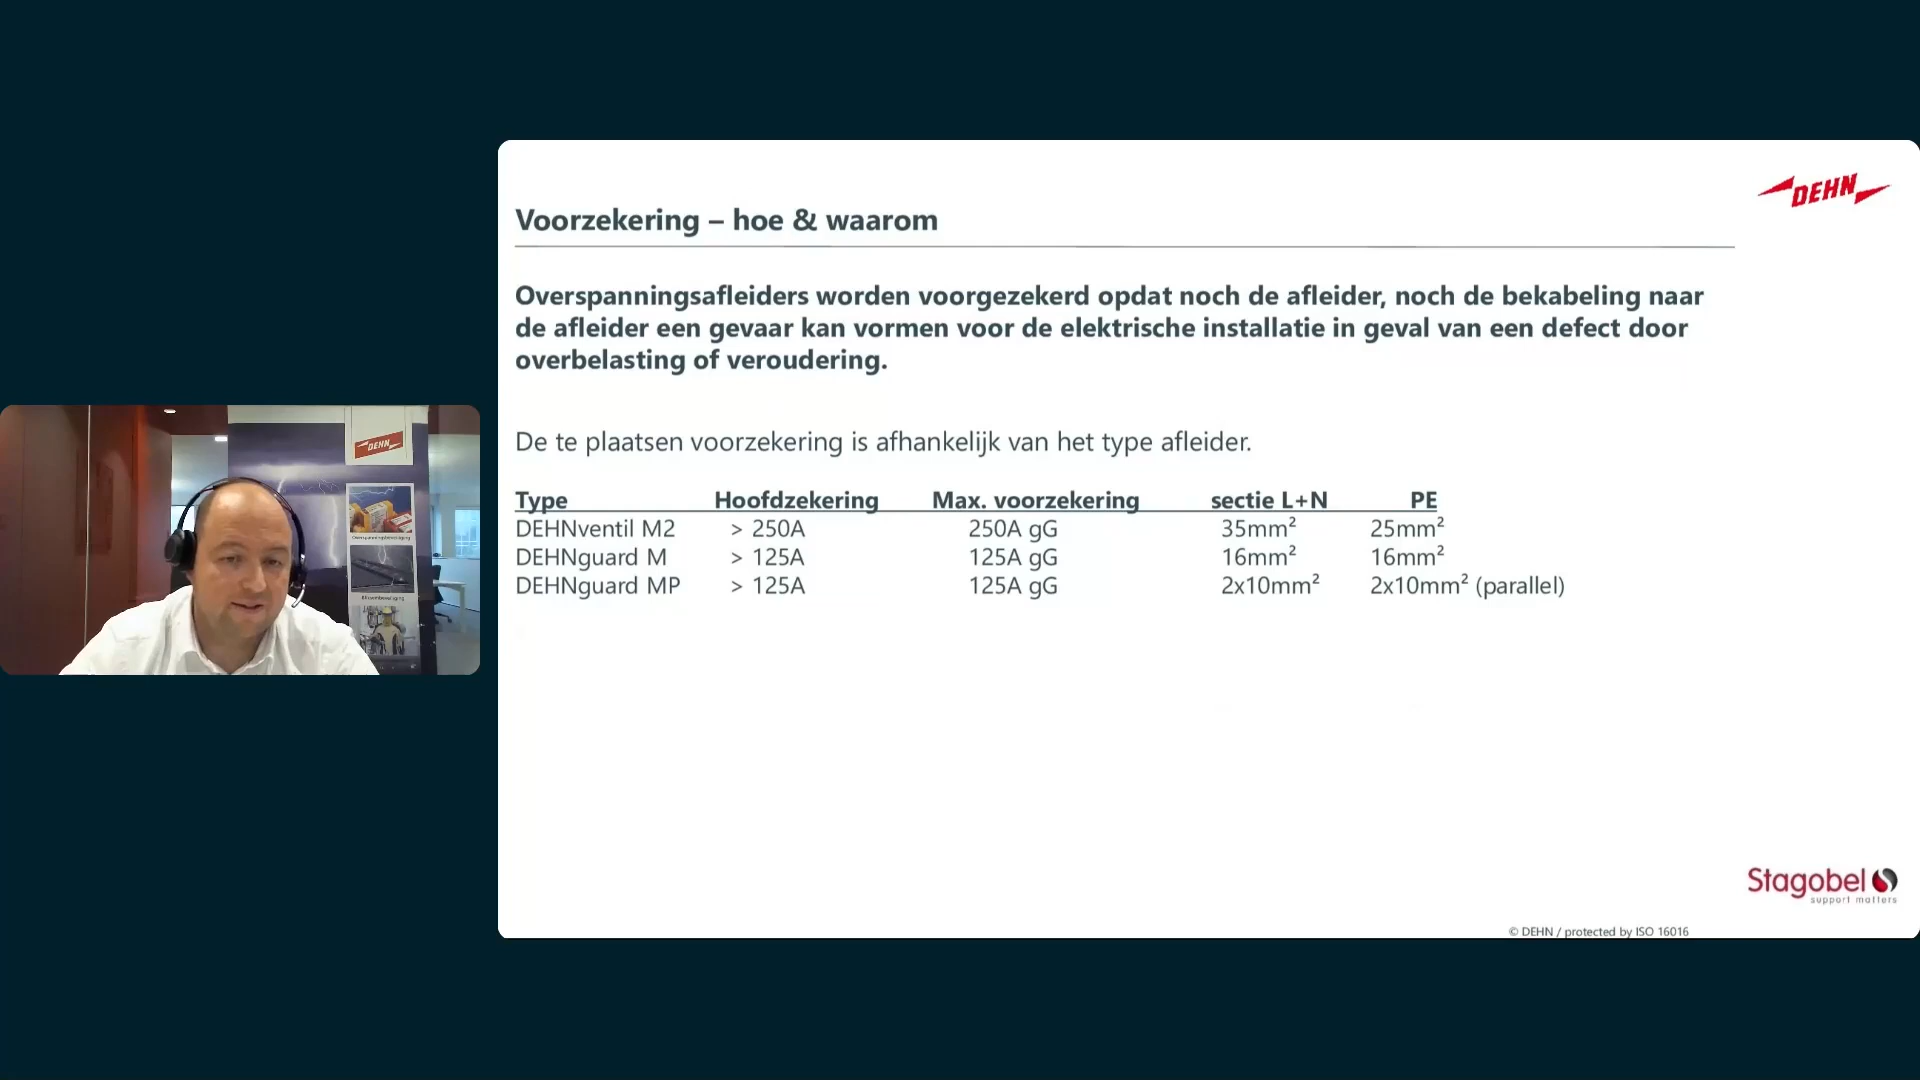 DEHN
Voorzekering – hoe & waarom
Overspanningsafleiders worden voorgezekerd opdat noch de afleider, noch de bekabeling naar
de afleider een gevaar kan vormen voor de elektrische installatie in geval van een defect door
overbelasting of veroudering.
De te plaatsen voorzekering is afhankelijk van het type afleider.
Type Hoofdzekering Max. voorzekering sectie L+N PE
DEHNventil M2 > 250A 250A gG 35mm² 25mm²
DEHNguard M > 125A 125A gG 16mm² 16mm²
DEHNguard MP > 125A 125A gG 2x10mm² 2x10mm² (parallel)
Stagobel
support matters
© DEHN / protected by ISO 16016
DEHN